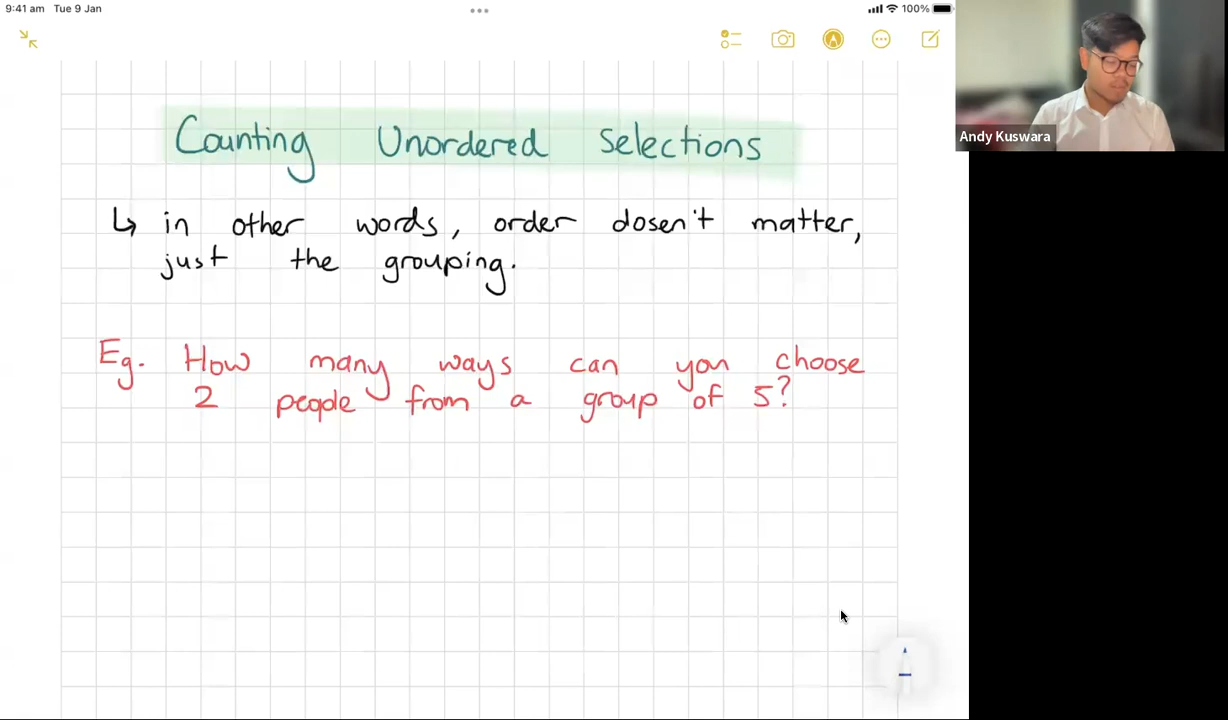 9:41 am Tue 9 Jan
100%
Andy Kuswara
Counting Unordered Selections
↳ in other words, order dosen't matter,
just the grouping.
Eg. How many ways can you choose
2 people from a group of 5?